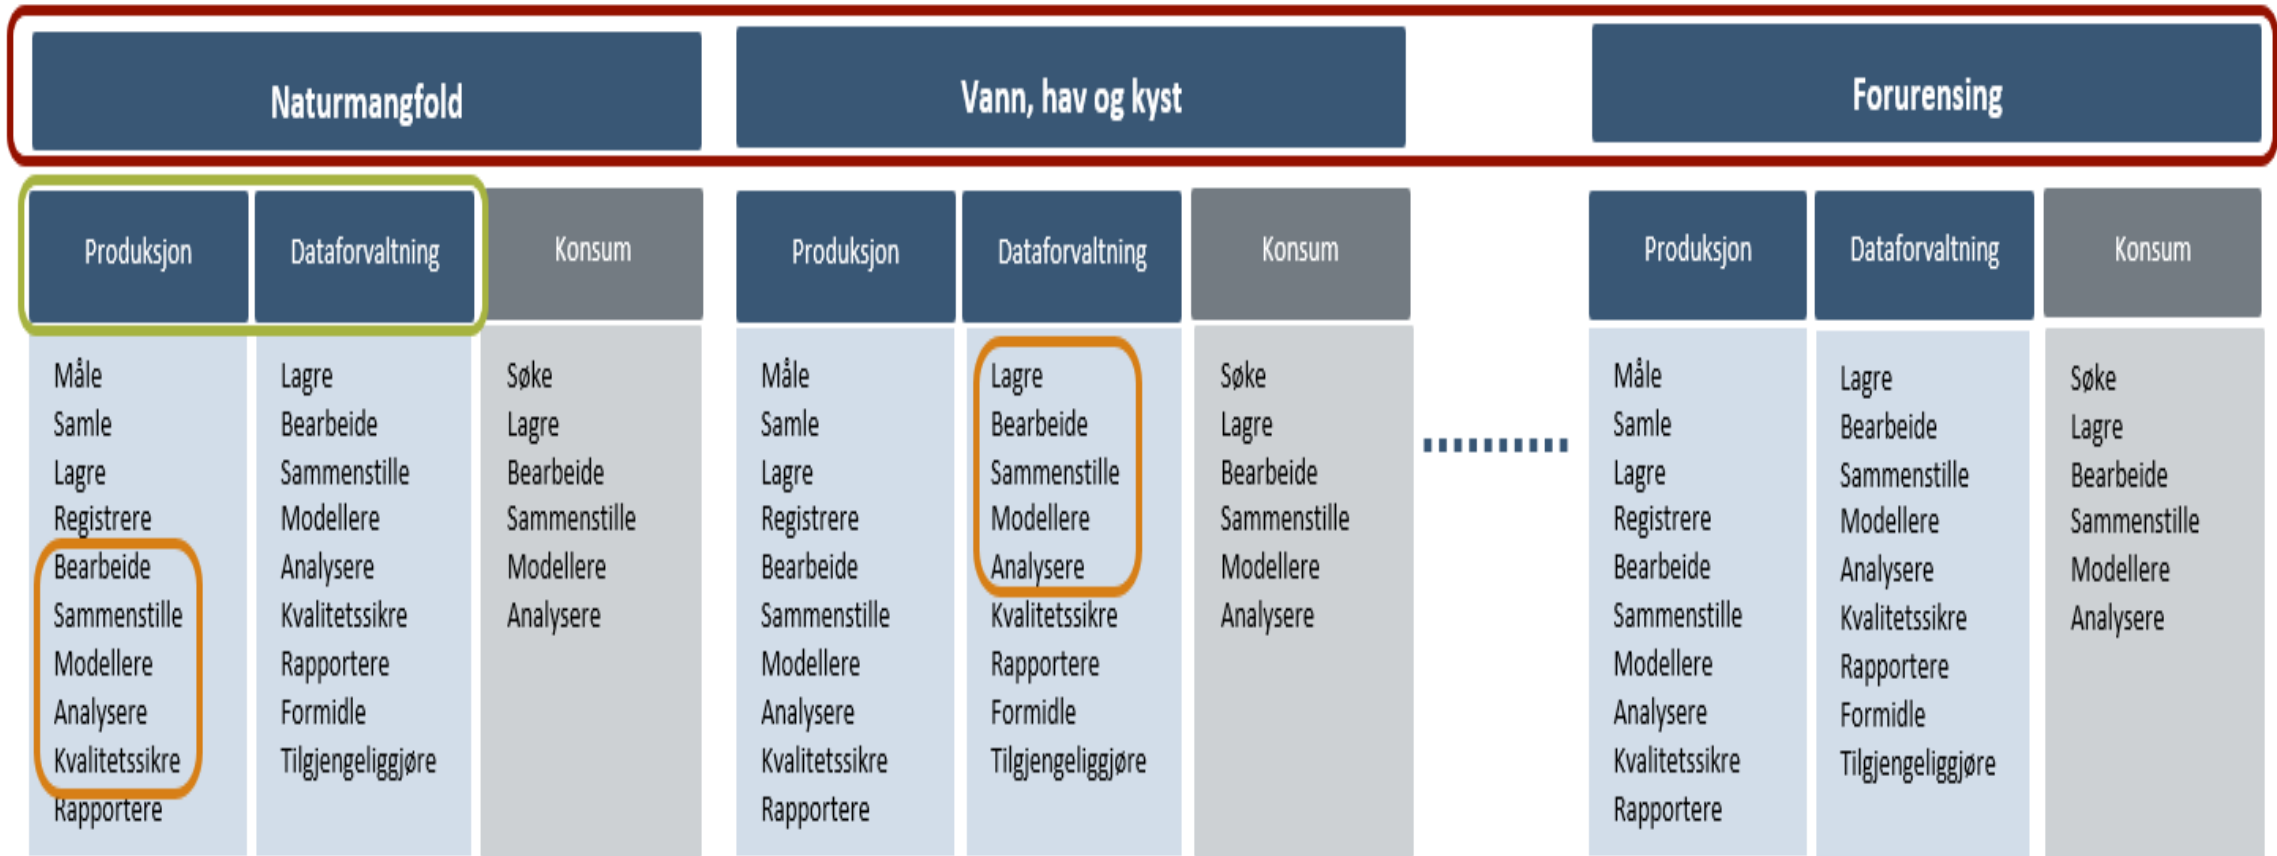 Naturmangfold
Vann, hav og kyst
Forurensing
Produksjon
Dataforvaltning
Konsum
Produksjon
Dataforvaltning
Konsum
Produksjon
Dataforvaltning
Konsum
Måle
Samle
Lagre
Registrere
Bearbeide
Sammenstille
Modellere
Analysere
Kvalitetssikre
Rapportere
Lagre
Bearbeide
Sammenstille
Modellere
Analysere
Kvalitetssikre
Rapportere
Formidle
Tilgjengeliggjøre
Søke
Lagre
Bearbeide
Sammenstille
Modellere
Analysere
Måle
Samle
Lagre
Registrere
Bearbeide
Sammenstille
Modellere
Analysere
Kvalitetssikre
Rapportere
Lagre
Bearbeide
Sammenstille
Modellere
Analysere
Kvalitetssikre
Rapportere
Formidle
Tilgjengeliggjøre
Søke
Lagre
Bearbeide
Sammenstille
Modellere
Analysere
Måle
Samle
Lagre
Registrere
Bearbeide
Sammenstille
Modellere
Analysere
Kvalitetssikre
Rapportere
Lagre
Bearbeide
Sammenstille
Modellere
Analysere
Kvalitetssikre
Rapportere
Formidle
Tilgjengeliggjøre
Søke
Lagre
Bearbeide
Sammenstille
Modellere
Analysere